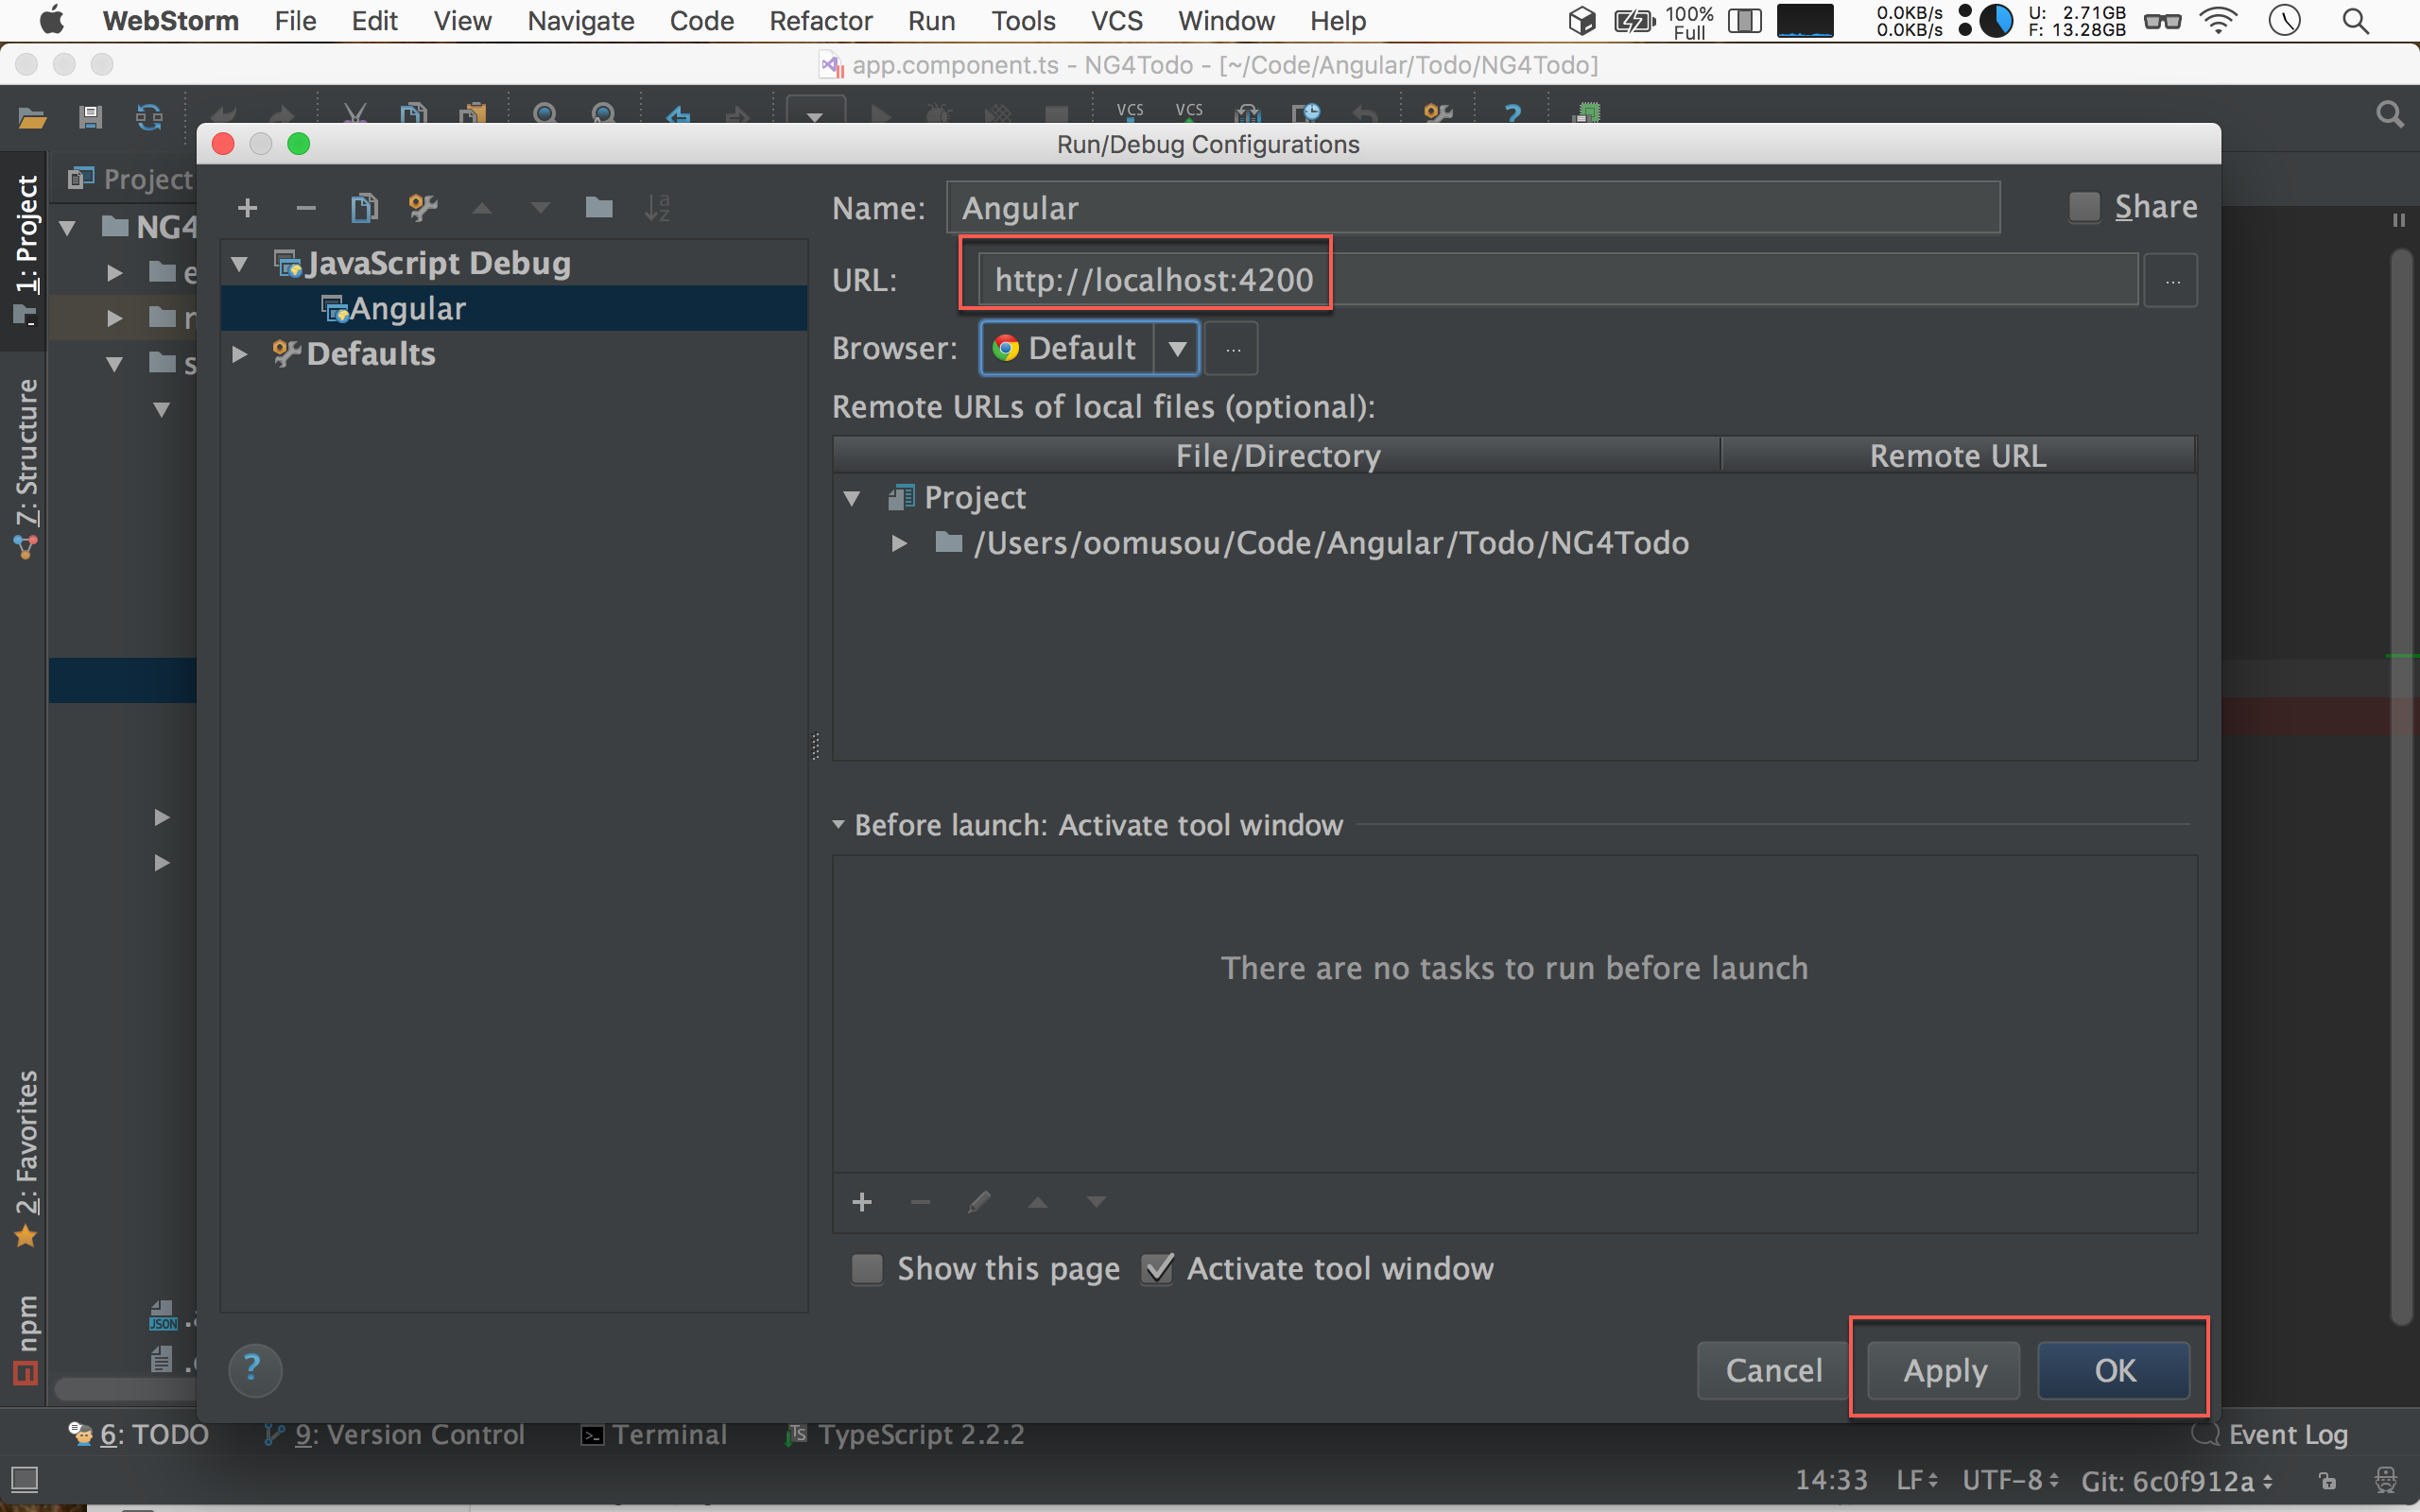 WebStorm File Edit View Navigate Code Refactor Run Tools VCS Window Help
100% Full 0.0KB/s 0.0KB/s U: 2.71GB F: 13.28GB
app.component.ts - NG4Todo - [~/Code/Angular/Todo/NG4Todo]
VCS VCS
Run/Debug Configurations
1: Project
Project
NG4
e
s
7: Structure
2: Favorites
npm
JSON
JavaScript Debug
Angular
Defaults
Name: Angular Share
URL: http://localhost:4200 ...
Browser: Default ...
Remote URLs of local files (optional):
File/Directory Remote URL
Project
/Users/oomusou/Code/Angular/Todo/NG4Todo
Before launch: Activate tool window
There are no tasks to run before launch
Show this page Activate tool window
? Cancel Apply OK
6: TODO 9: Version Control Terminal TypeScript 2.2.2 Event Log
14:33 LF UTF-8 Git: 6c0f912a